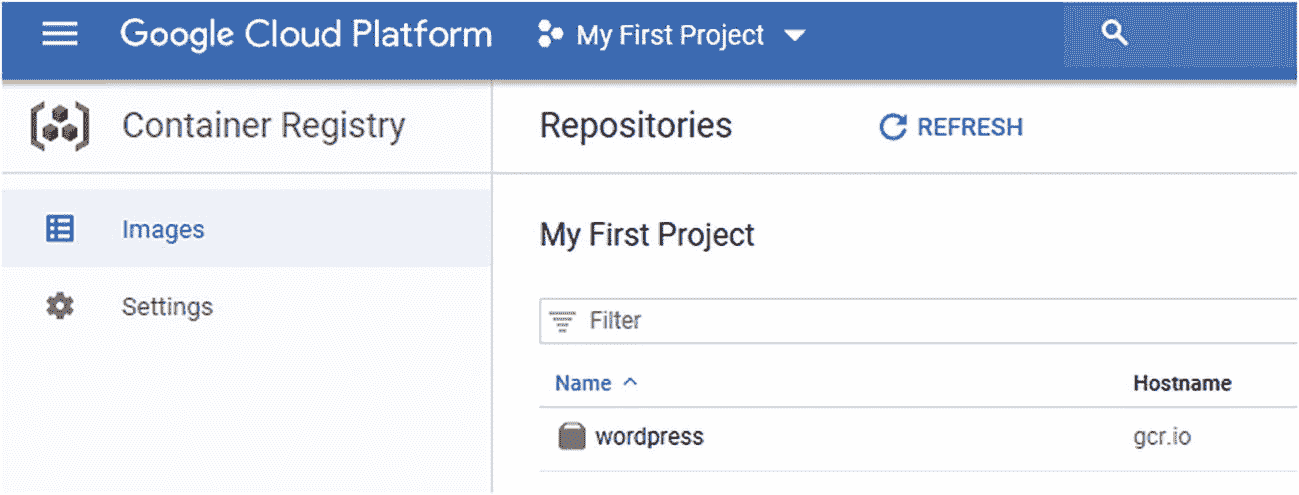 Google Cloud Platform My First Project
Container Registry
Repositories REFRESH
Images
Settings
My First Project
Filter
Name Hostname
wordpress gcr.io